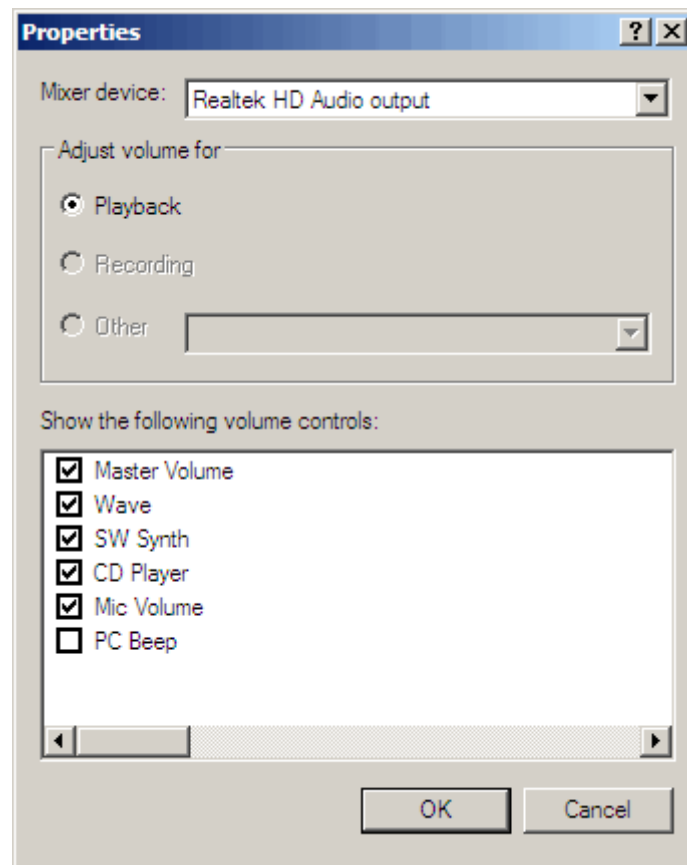 Properties
Mixer device: Realtek HD Audio output
Adjust volume for
Playback
Recording
Other
Show the following volume controls:
Master Volume
Wave
SW Synth
CD Player
Mic Volume
PC Beep
OK Cancel